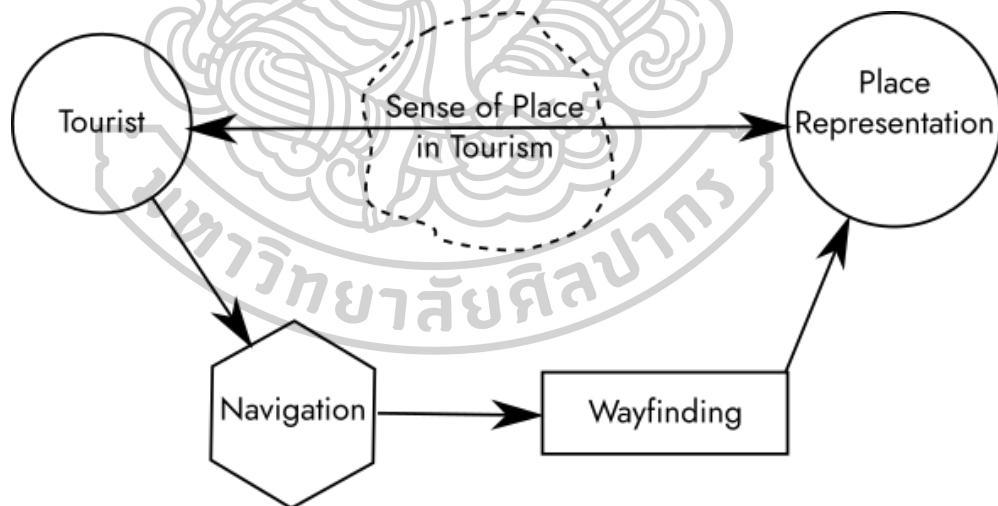 Tourist
Sense of Place
in Tourism
Place
Representation
มหาวิทยาลัยศิลปากร
Navigation
Wayfinding